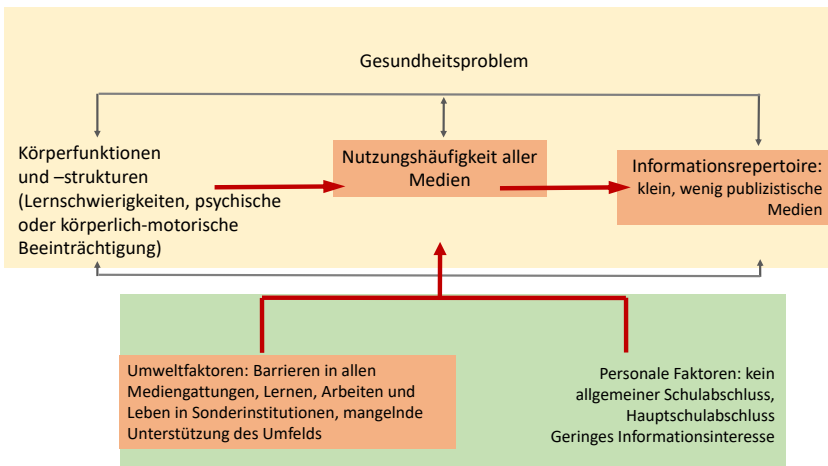 Gesundheitsproblem
Körperfunktionen
und –strukturen
(Lernschwierigkeiten, psychische
oder körperlich-motorische
Beeinträchtigung)
Nutzungshäufigkeit aller
Medien
Informationsrepertoire:
klein, wenig publizistische
Medien
Umweltfaktoren: Barrieren in allen
Mediengattungen, Lernen, Arbeiten und
Leben in Sonderinstitutionen, mangelnde
Unterstützung des Umfelds
Personale Faktoren: kein
allgemeiner Schulabschluss,
Hauptschulabschluss
Geringes Informationsinteresse